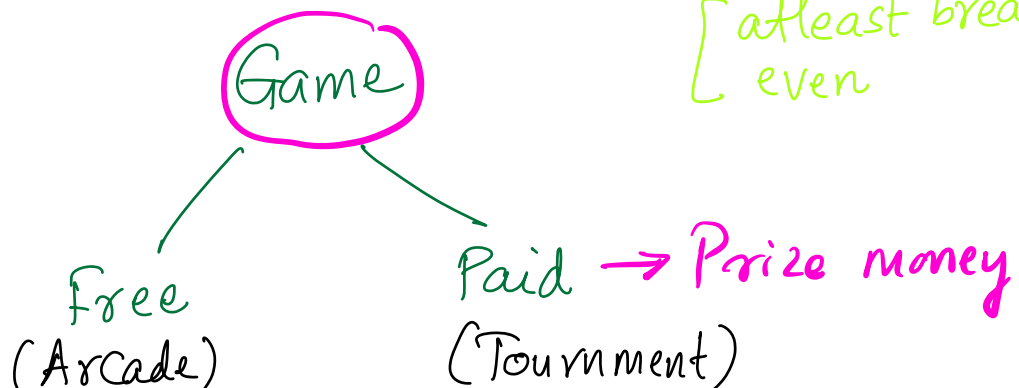 [ atleast brea
even
Game
Free
Paid → Prize money
(Arcade)
(Tournment)